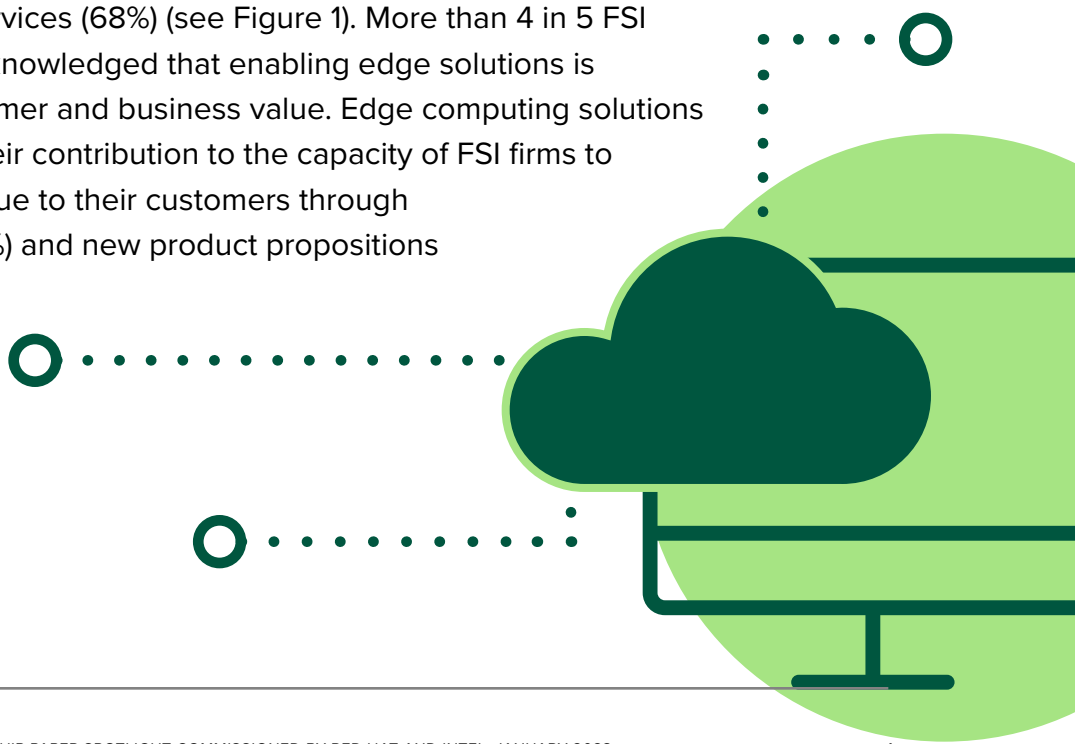 rvices (68%) (see Figure 1). More than 4 in 5 FSI
knowledged that enabling edge solutions is
mer and business value. Edge computing solutions
eir contribution to the capacity of FSI firms to
ue to their customers through
%) and new product propositions